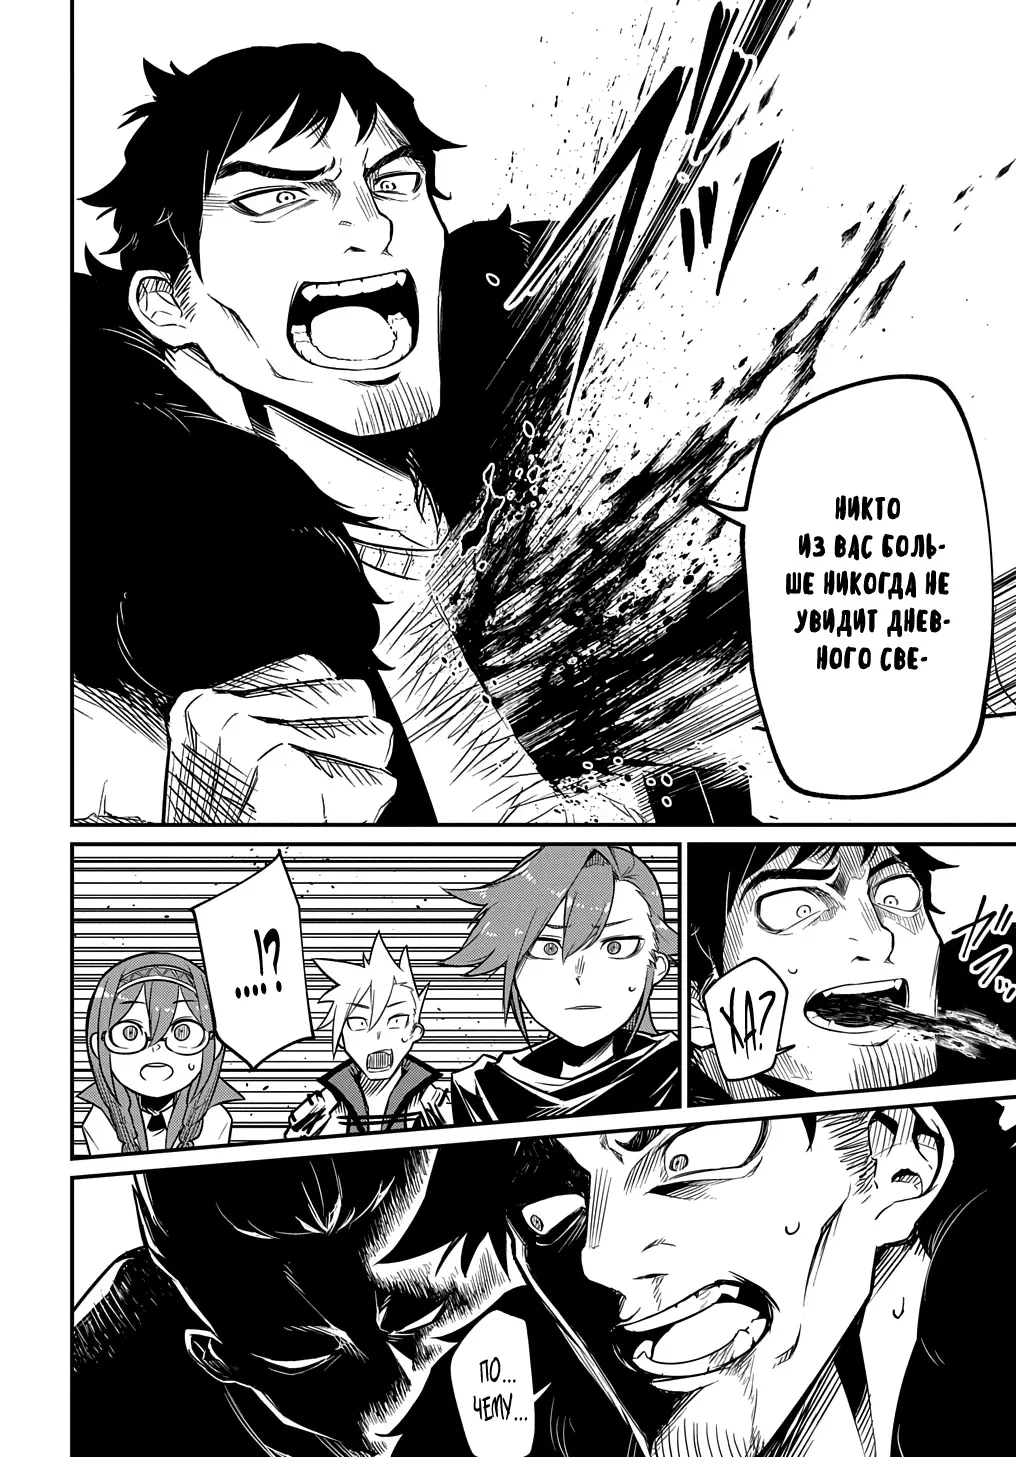 НИКТО
ИЗ ВАС БОЛЬ-
ШЕ НИКОГДА НЕ
УВИДИТ ДНЕВ-
НОГО СВЕ-
.....!?
ХА?
ПО...
ЧЕМУ...